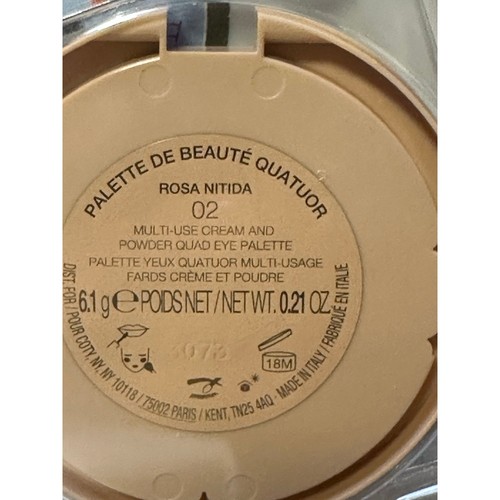 PALETTE DE BEAUTÉ QUATUOR
ROSA NITIDA
02
MULTI-USE CREAM AND
POWDER QUAD EYE PALETTE
PALETTE YEUX QUATUOR MULTI-USAGE
FARDS CRÈME ET POUDRE
6.1 g ℮ POIDS NET / NET WT. 0.21 OZ
3073
18M
DIST. FOR / POUR COTY, NY, NY 10118 / 75002 PARIS / KENT, TN25 4AQ - MADE IN ITALY / FABRIQUÉ EN ITALIE